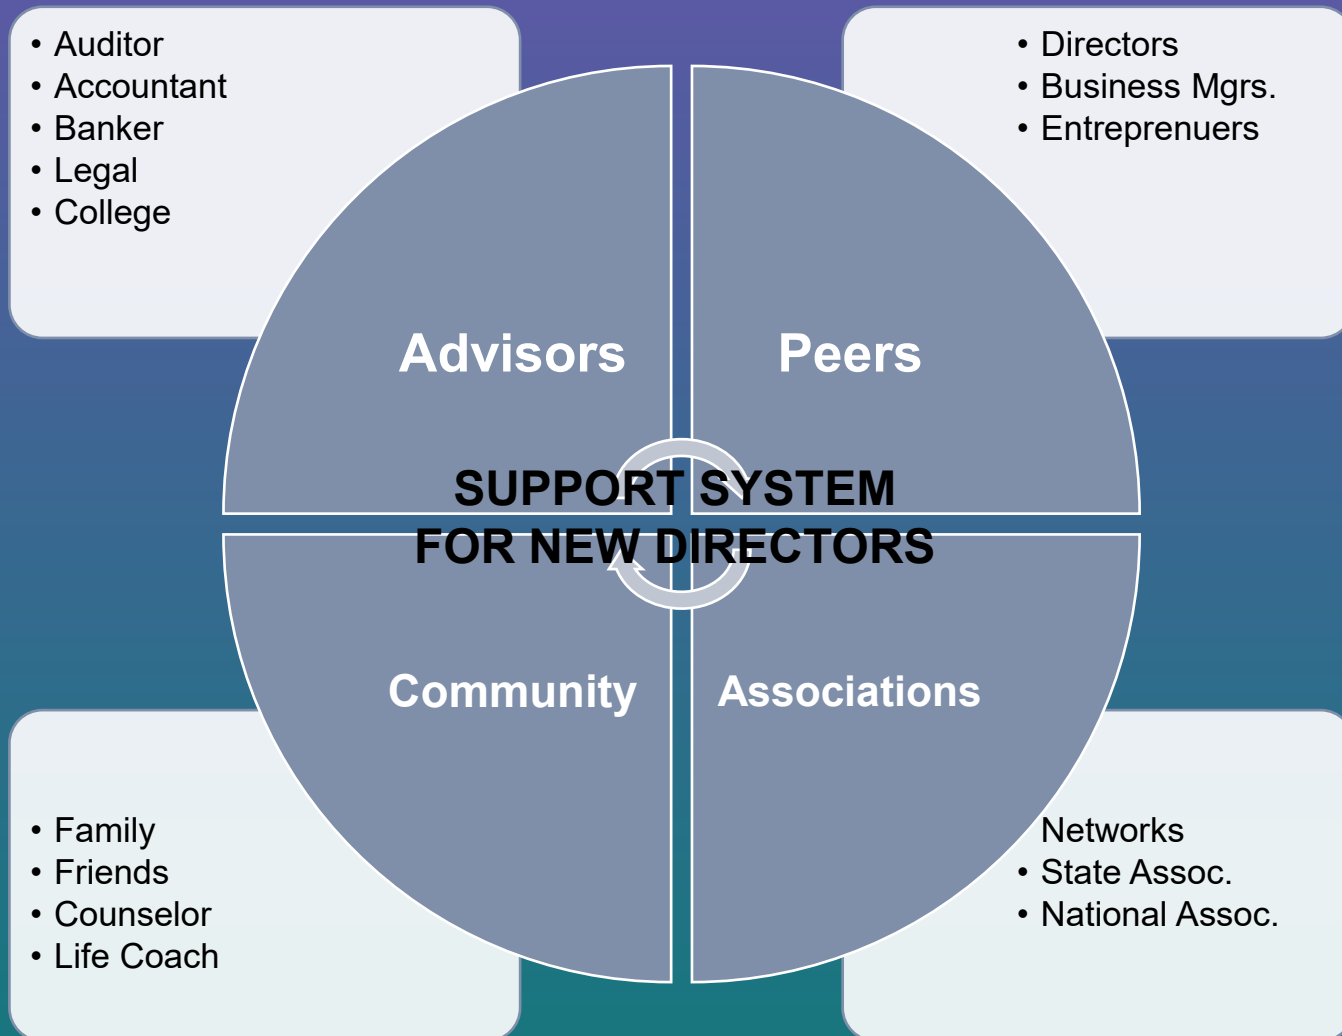 • Auditor
• Accountant
• Banker
• Legal
• College
• Directors
• Business Mgrs.
• Entreprenuers
Advisors
Peers
SUPPORT SYSTEM
FOR NEW DIRECTORS
Community
Associations
• Family
• Friends
• Counselor
• Life Coach
Networks
• State Assoc.
• National Assoc.